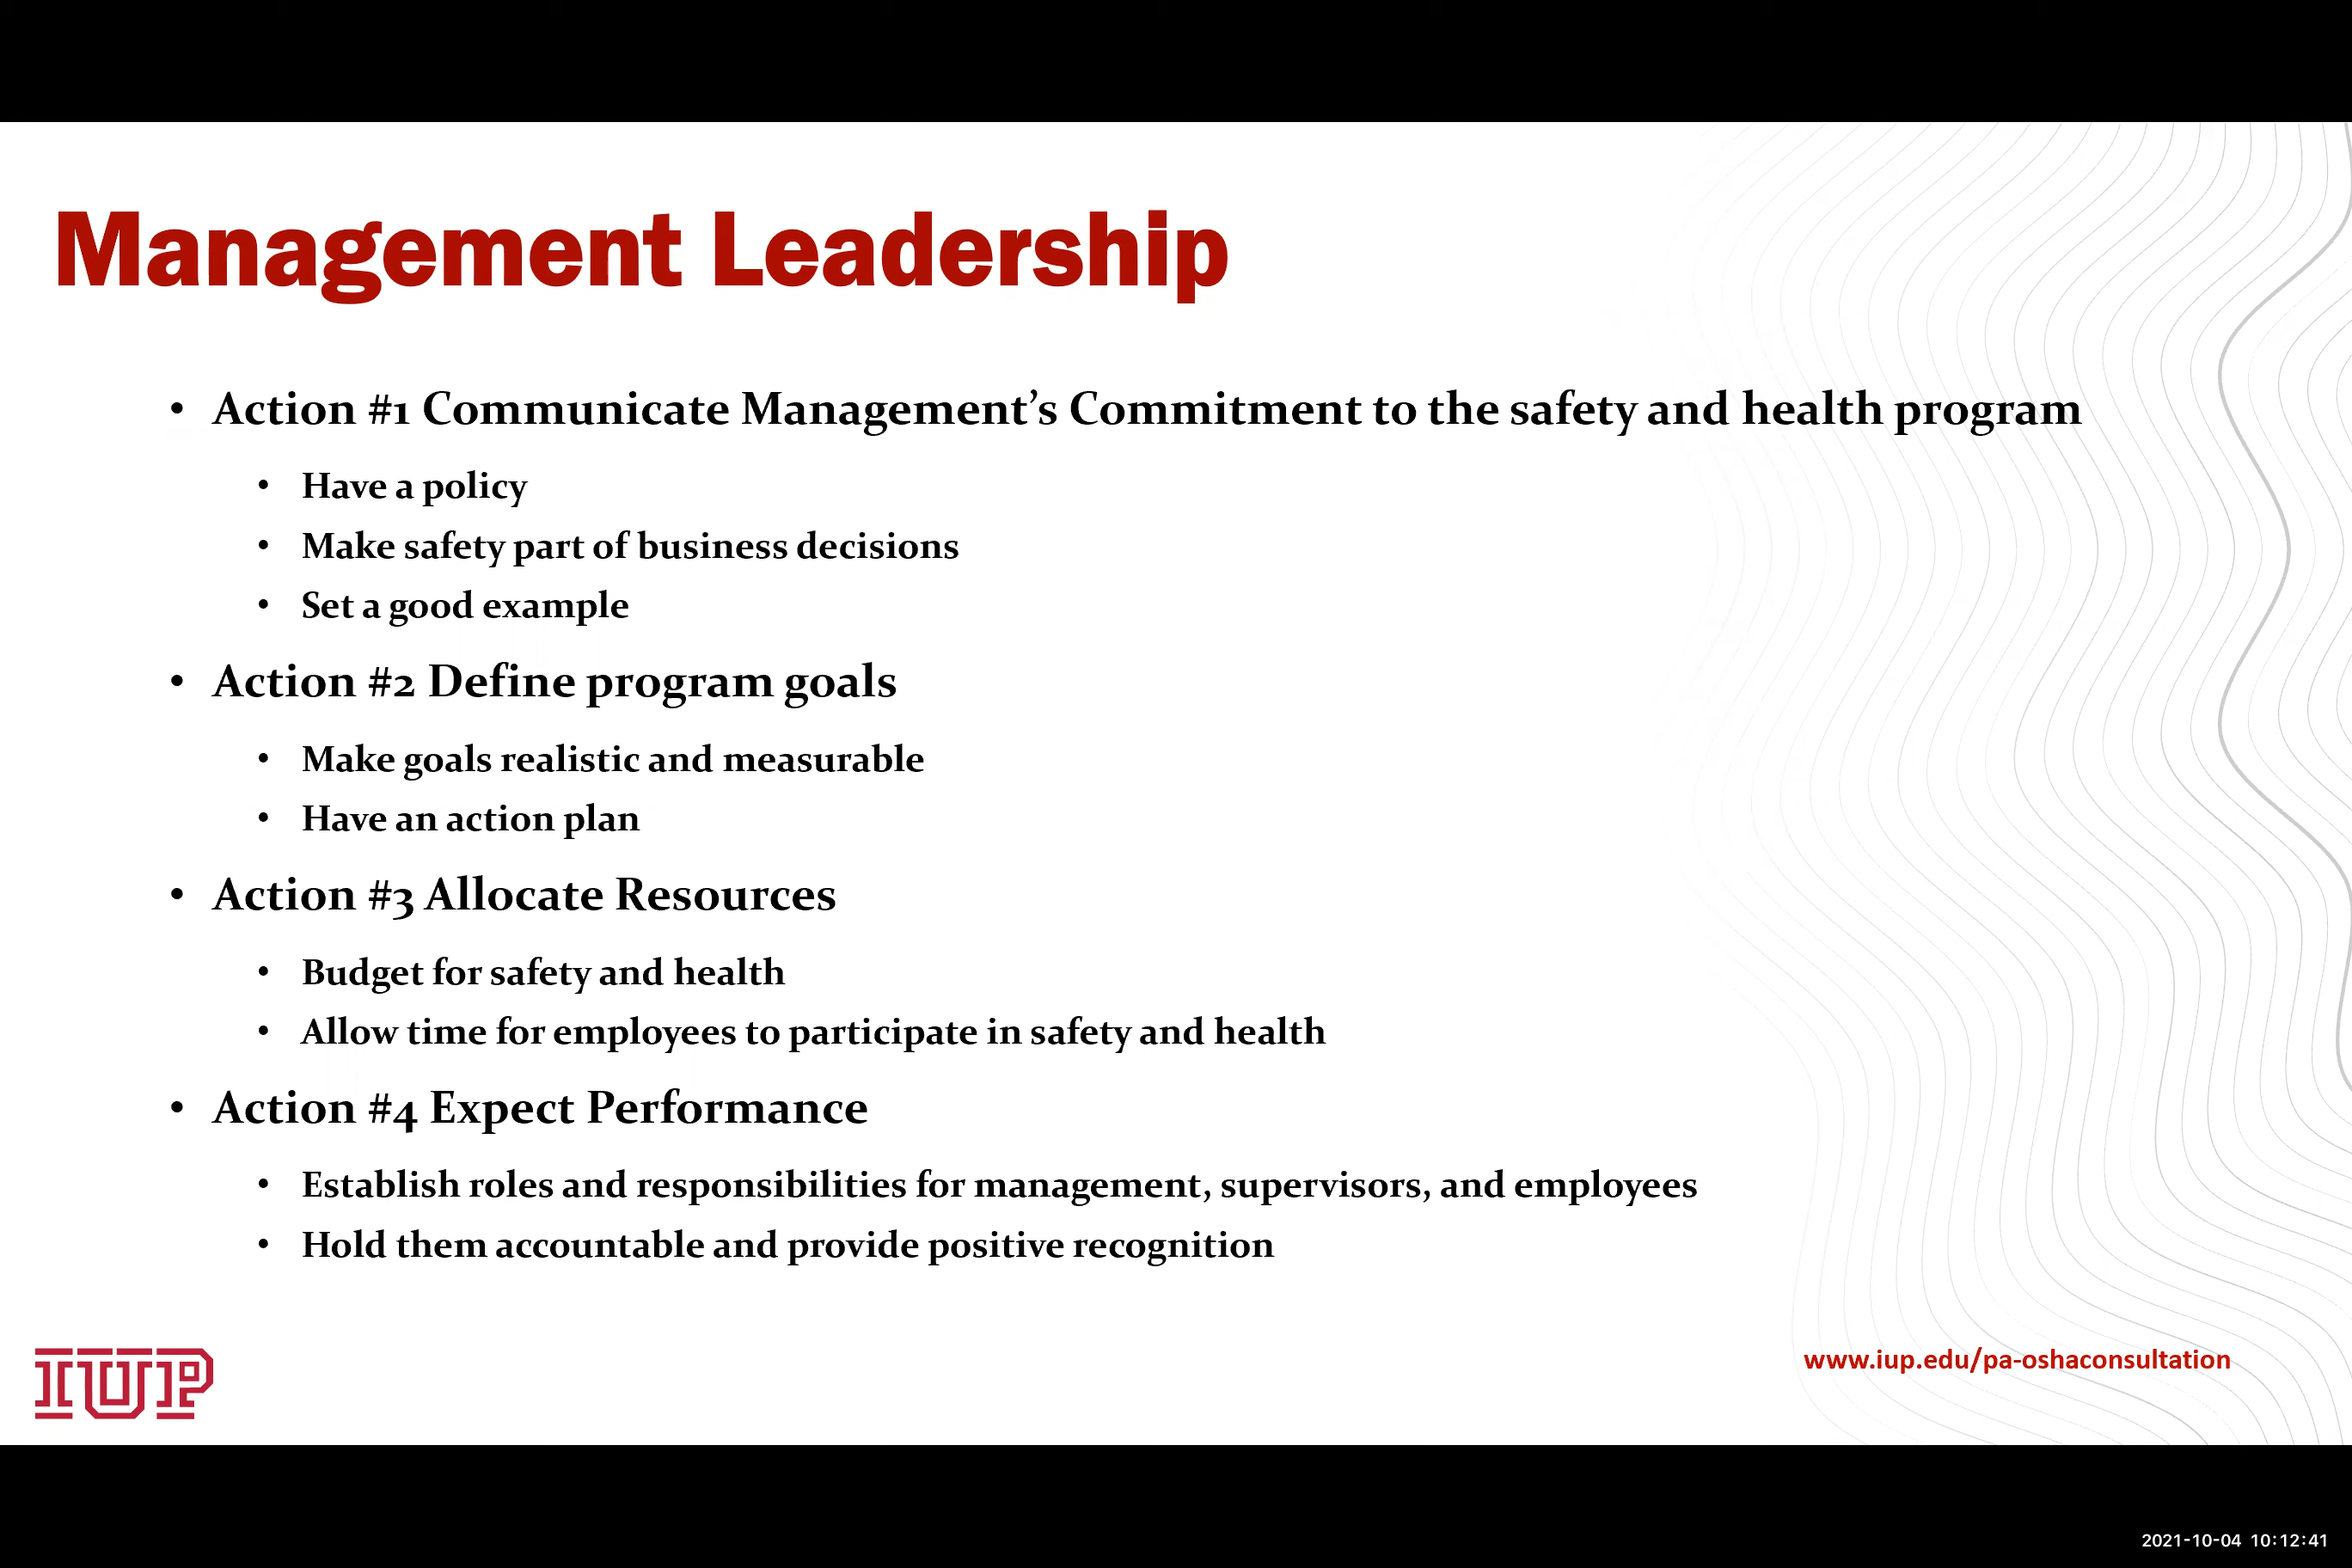 Management Leadership
• Action #1 Communicate Management’s Commitment to the safety and health program
• Have a policy
• Make safety part of business decisions
• Set a good example
• Action #2 Define program goals
• Make goals realistic and measurable
• Have an action plan
• Action #3 Allocate Resources
• Budget for safety and health
• Allow time for employees to participate in safety and health
• Action #4 Expect Performance
• Establish roles and responsibilities for management, supervisors, and employees
• Hold them accountable and provide positive recognition
IUP
www.iup.edu/pa-oshaconsultation
2021-10-04 10:12:41